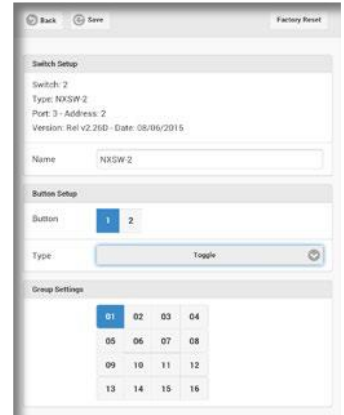 Back Save Factory Reset
Switch Setup
Switch: 2
Type: NXSW-2
Port: 3 - Address: 2
Version: Rel v2.26D - Date: 08/06/2015
Name NXSW-2
Button Setup
Button 1 2
Type Toggle
Group Settings
01 02 03 04
05 06 07 08
09 10 11 12
13 14 15 16